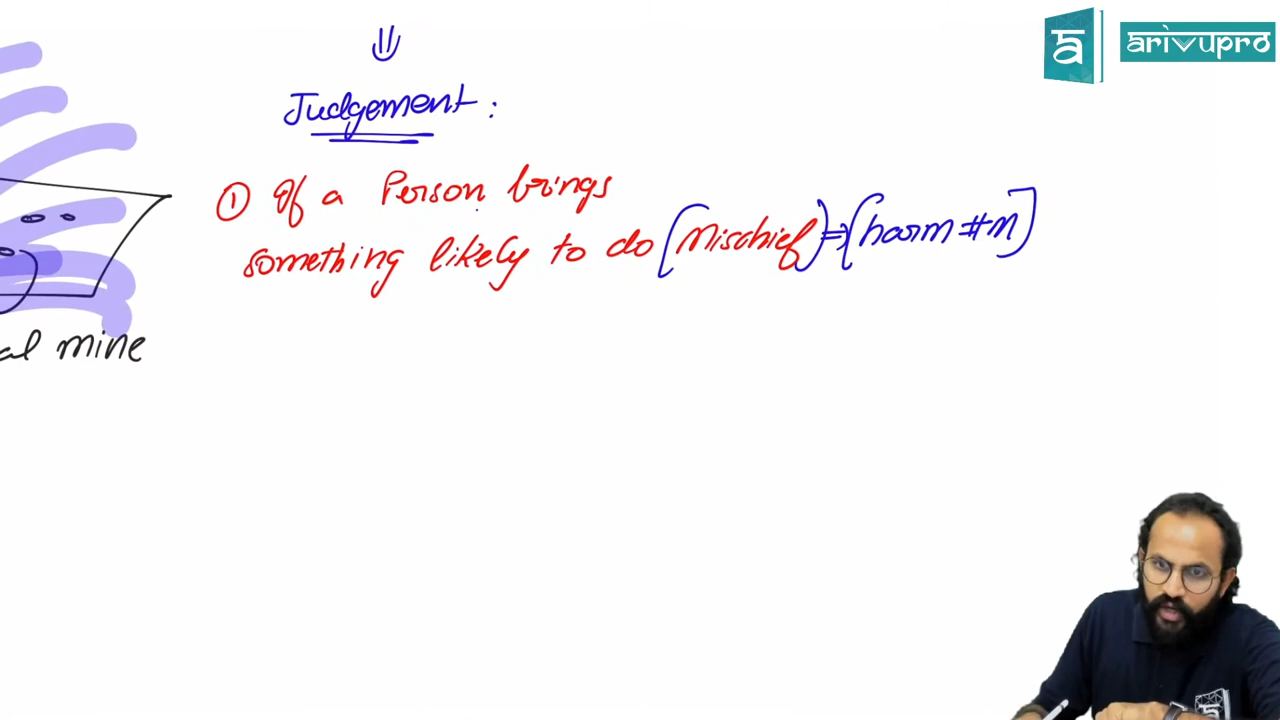 arivupro
Judgement :
① If a Person brings
something likely to do (Mischief) = [harm #m]
al mine